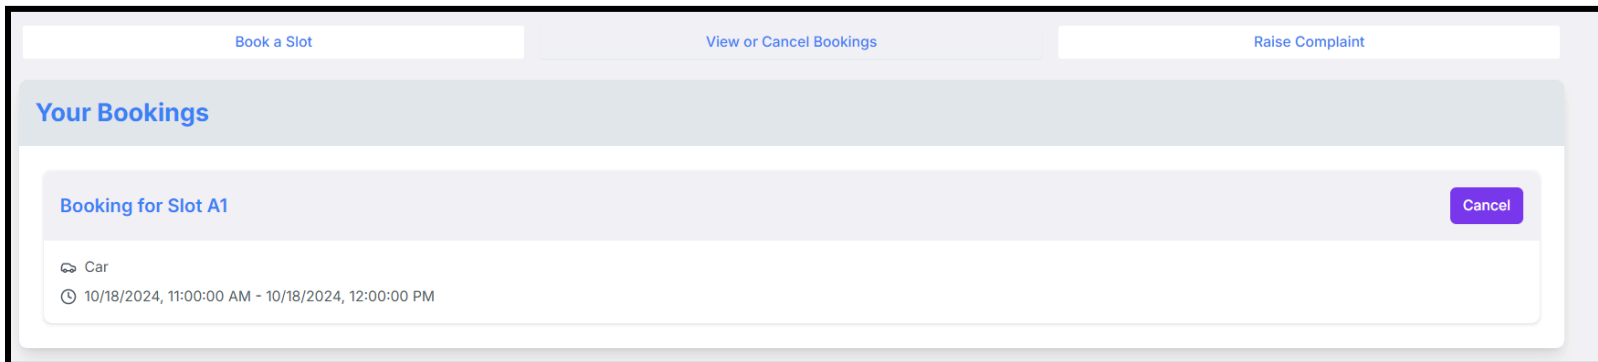 Book a Slot
View or Cancel Bookings
Raise Complaint
Your Bookings
Booking for Slot A1
Cancel
Car
10/18/2024, 11:00:00 AM - 10/18/2024, 12:00:00 PM